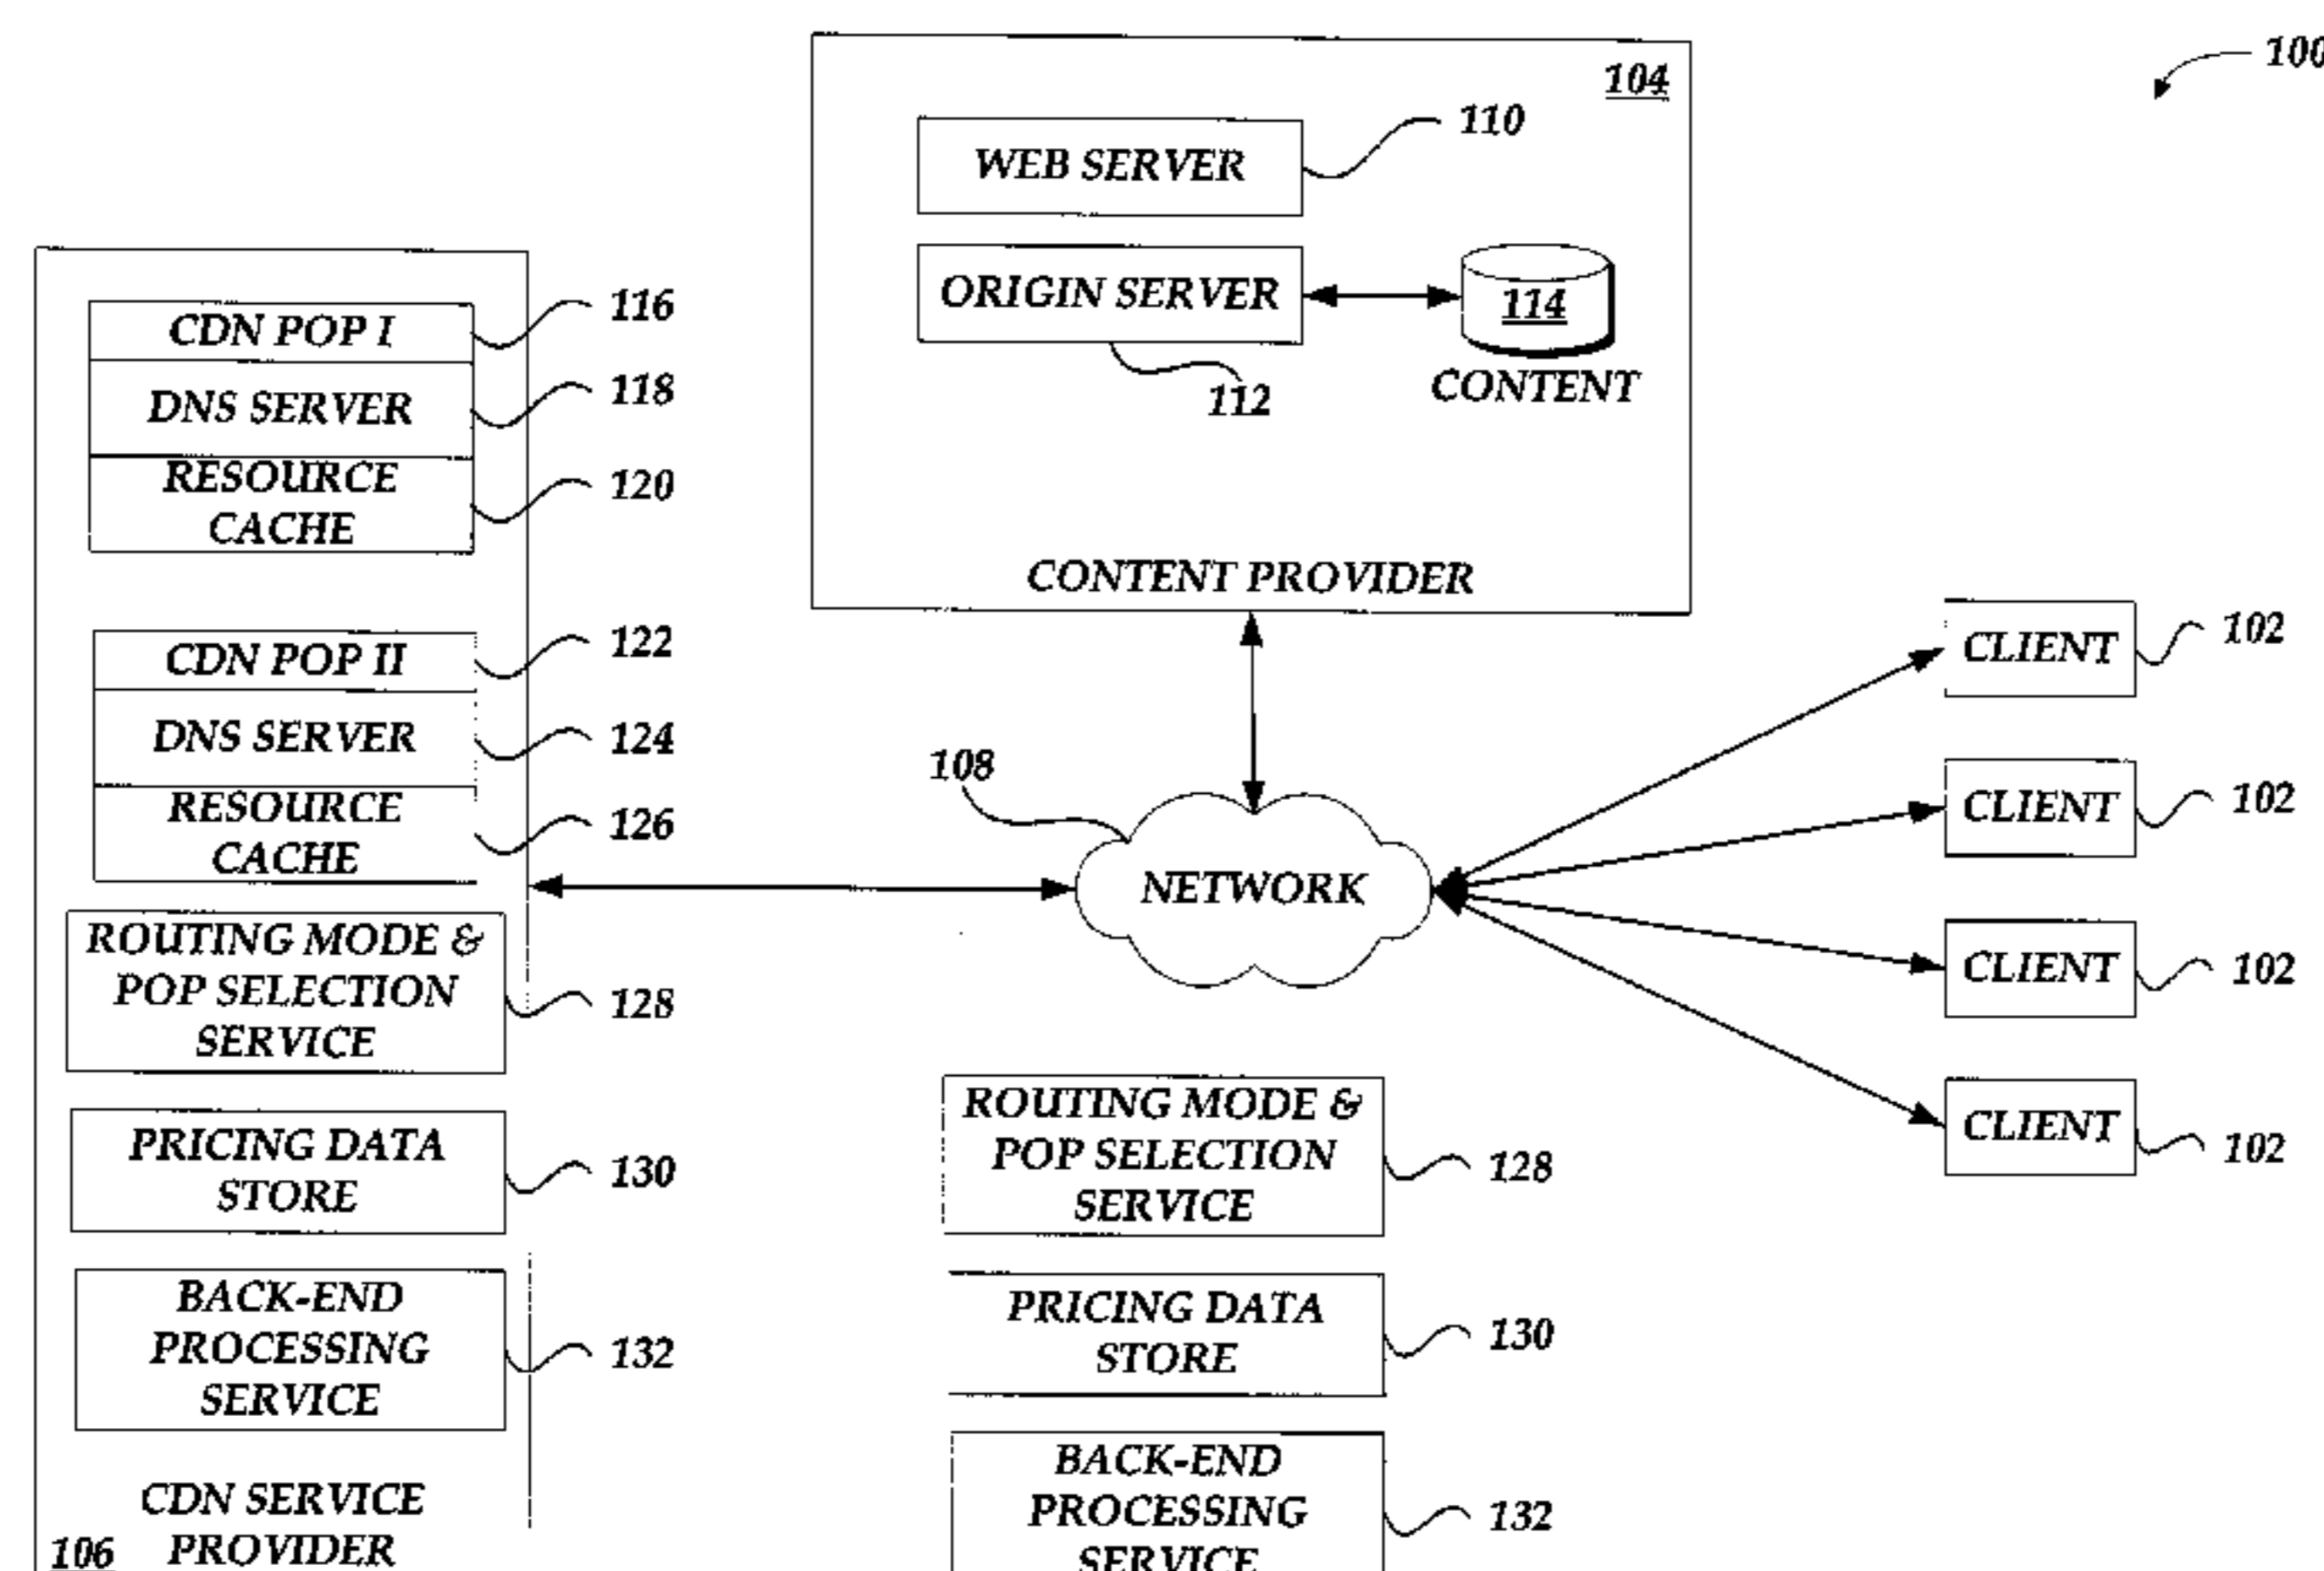 100
104
WEB SERVER
110
ORIGIN SERVER
114
CONTENT
112
CONTENT PROVIDER
CDN POP I
116
DNS SERVER
118
RESOURCE
CACHE
120
CDN POP II
122
DNS SERVER
124
RESOURCE
CACHE
126
ROUTING MODE &
POP SELECTION
SERVICE
128
PRICING DATA
STORE
130
BACK-END
PROCESSING
SERVICE
132
CDN SERVICE
PROVIDER
106
108
NETWORK
CLIENT
102
CLIENT
102
CLIENT
102
CLIENT
102
ROUTING MODE &
POP SELECTION
SERVICE
128
PRICING DATA
STORE
130
BACK-END
PROCESSING
SERVICE
132